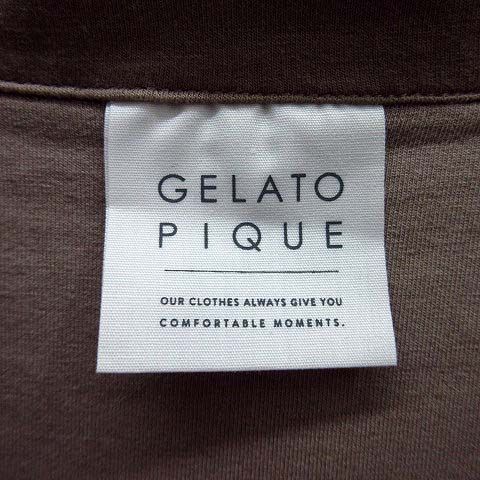 GELATO
PIQUE
OUR CLOTHES ALWAYS GIVE YOU
COMFORTABLE MOMENTS.